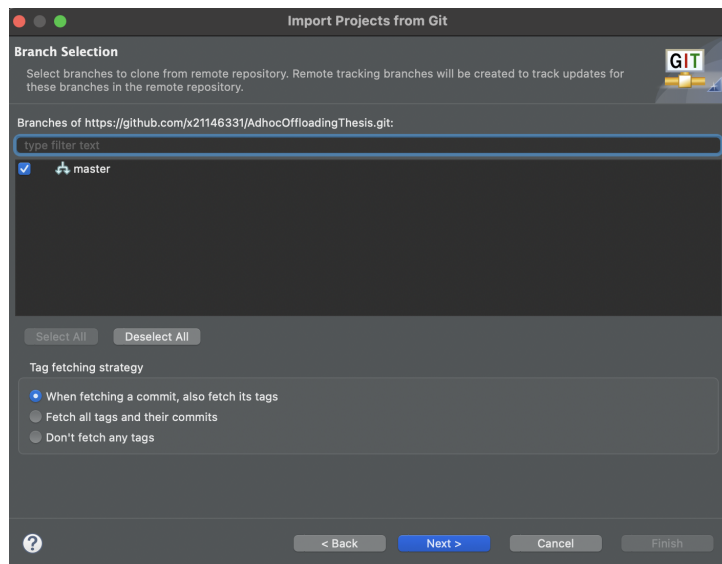 Import Projects from Git
Branch Selection
GIT
Select branches to clone from remote repository. Remote tracking branches will be created to track updates for
these branches in the remote repository.
Branches of https://github.com/x21146331/AdhocOffloadingThesis.git:
type filter text
master
Select All
Deselect All
Tag fetching strategy
When fetching a commit, also fetch its tags
Fetch all tags and their commits
Don't fetch any tags
?
< Back
Next >
Cancel
Finish